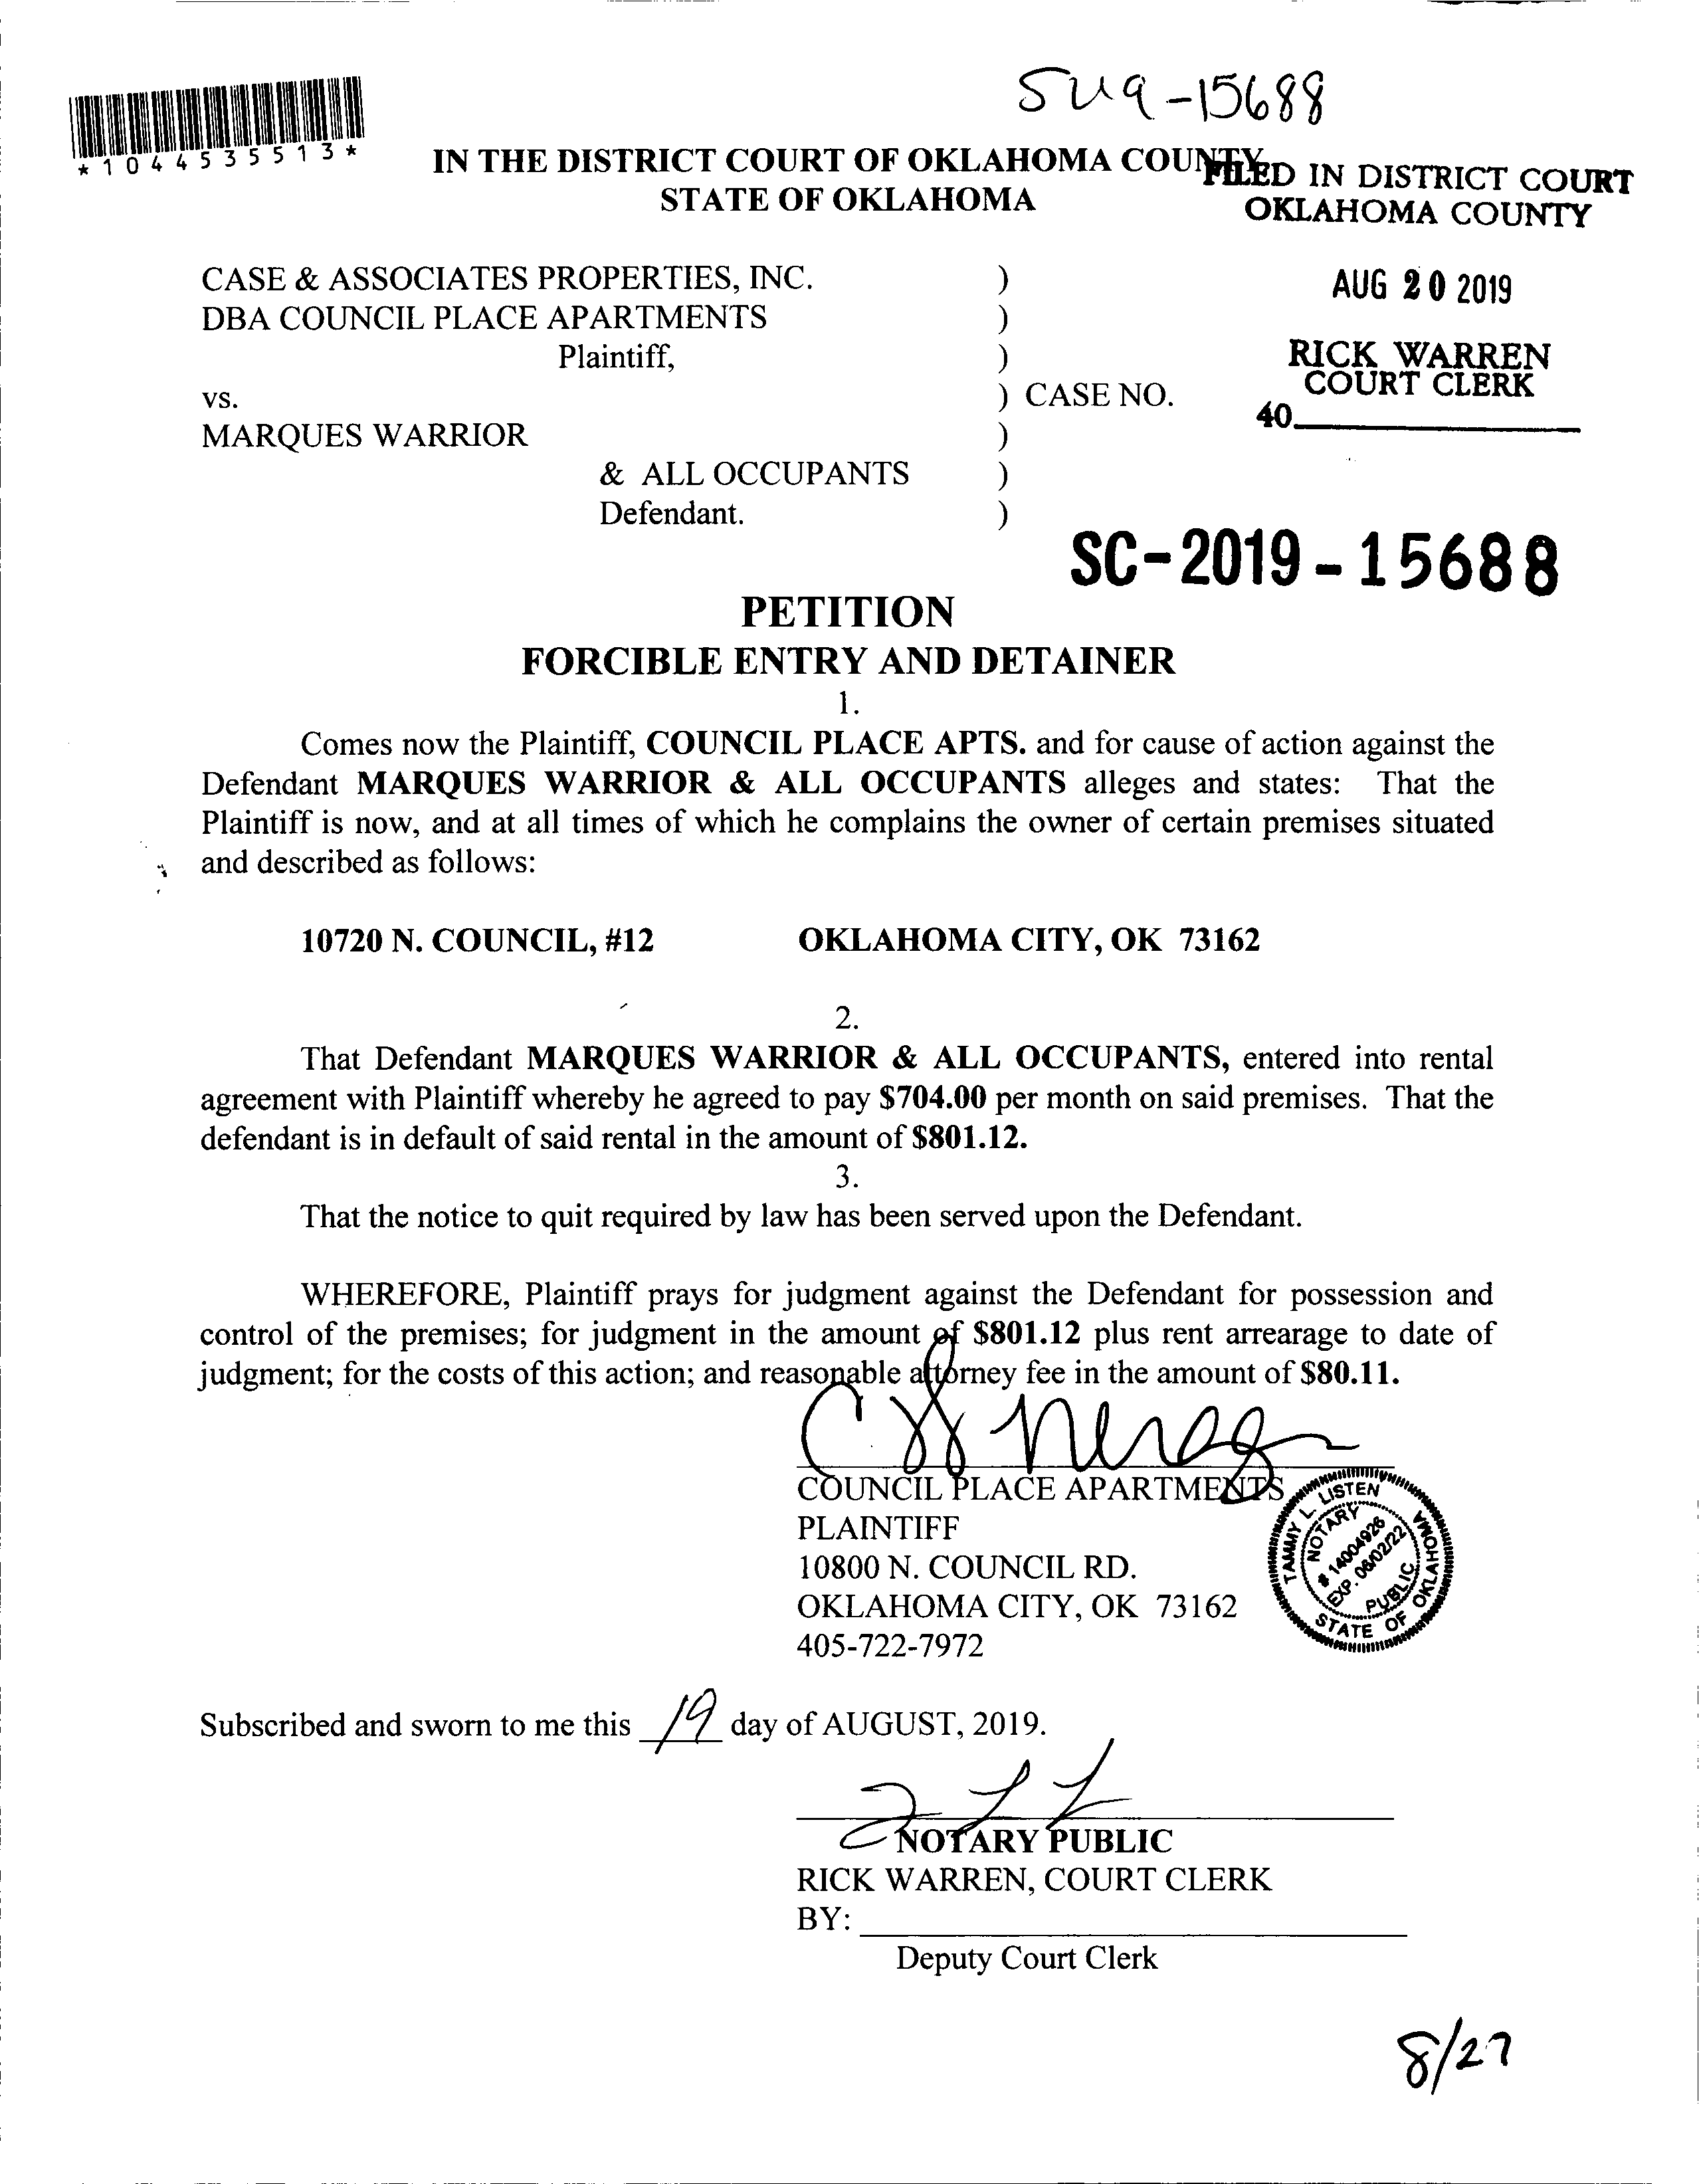 *1044535513*
-15688
IN THE DISTRICT COURT OF OKLAHOMA COUNTY
STATE OF OKLAHOMA
FILED IN DISTRICT COURT
OKLAHOMA COUNTY
AUG 20 2019
RICK WARREN
COURT CLERK
40
CASE & ASSOCIATES PROPERTIES, INC. )
DBA COUNCIL PLACE APARTMENTS )
Plaintiff, )
vs. ) CASE NO.
MARQUES WARRIOR )
& ALL OCCUPANTS )
Defendant. )
SC-2019-15688
PETITION
FORCIBLE ENTRY AND DETAINER
1.
Comes now the Plaintiff, COUNCIL PLACE APTS. and for cause of action against the
Defendant MARQUES WARRIOR & ALL OCCUPANTS alleges and states: That the
Plaintiff is now, and at all times of which he complains the owner of certain premises situated
and described as follows:
10720 N. COUNCIL, #12 OKLAHOMA CITY, OK 73162
2.
That Defendant MARQUES WARRIOR & ALL OCCUPANTS, entered into rental
agreement with Plaintiff whereby he agreed to pay $704.00 per month on said premises. That the
defendant is in default of said rental in the amount of $801.12.
3.
That the notice to quit required by law has been served upon the Defendant.
WHEREFORE, Plaintiff prays for judgment against the Defendant for possession and
control of the premises; for judgment in the amount of $801.12 plus rent arrearage to date of
judgment; for the costs of this action; and reasonable attorney fee in the amount of $80.11.
COUNCIL PLACE APARTMENTS
PLAINTIFF
10800 N. COUNCIL RD.
OKLAHOMA CITY, OK 73162
405-722-7972
TAMMY L. LISTEN
NOTARY
# 14004926
EXP. 06/02/22
PUBLIC
STATE OF OKLAHOMA
Subscribed and sworn to me this 19 day of AUGUST, 2019.
NOTARY PUBLIC
RICK WARREN, COURT CLERK
BY:
Deputy Court Clerk
8/27